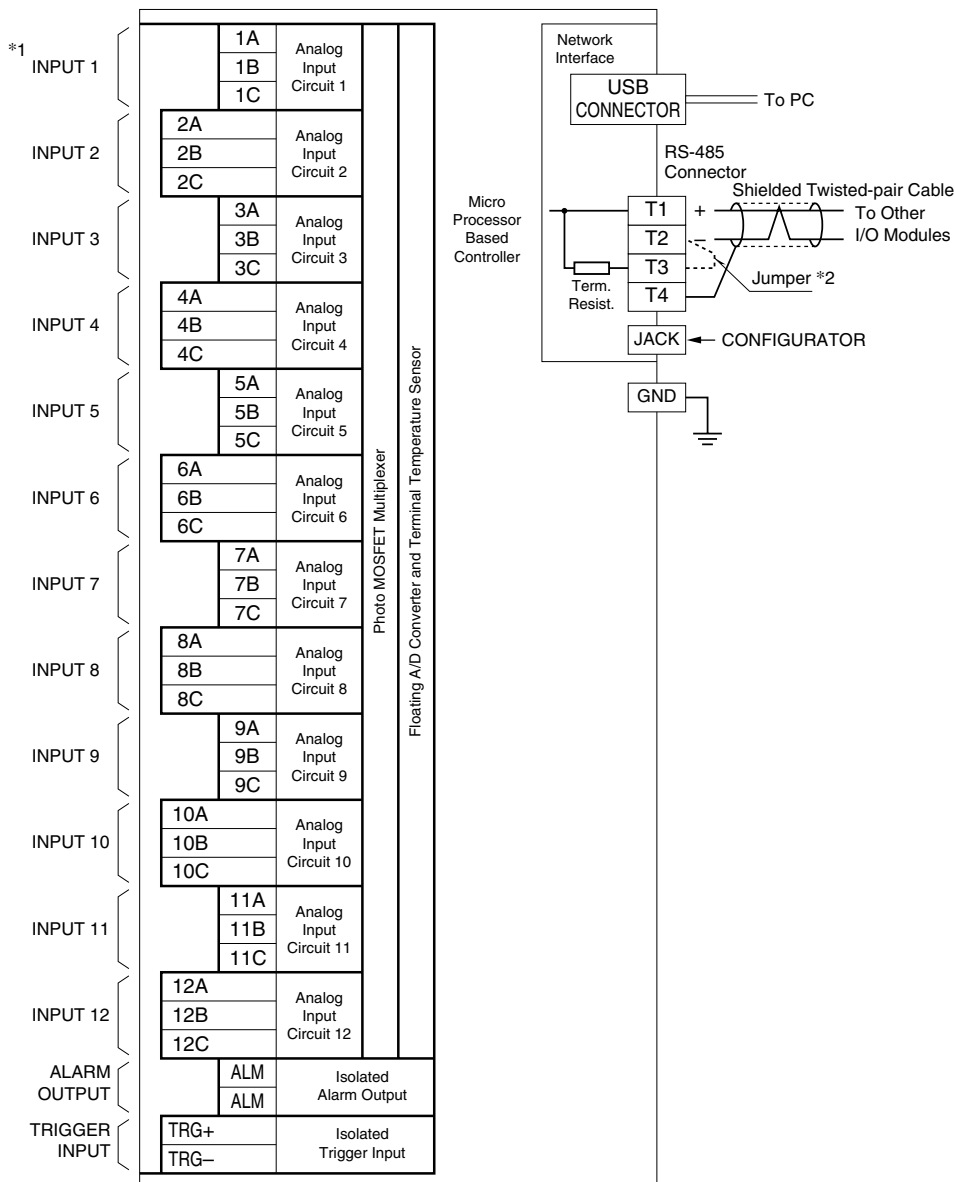 *1
INPUT 1
1A
1B
1C
Analog
Input
Circuit 1
INPUT 2
2A
2B
2C
Analog
Input
Circuit 2
INPUT 3
3A
3B
3C
Analog
Input
Circuit 3
INPUT 4
4A
4B
4C
Analog
Input
Circuit 4
INPUT 5
5A
5B
5C
Analog
Input
Circuit 5
INPUT 6
6A
6B
6C
Analog
Input
Circuit 6
INPUT 7
7A
7B
7C
Analog
Input
Circuit 7
INPUT 8
8A
8B
8C
Analog
Input
Circuit 8
INPUT 9
9A
9B
9C
Analog
Input
Circuit 9
INPUT 10
10A
10B
10C
Analog
Input
Circuit 10
INPUT 11
11A
11B
11C
Analog
Input
Circuit 11
INPUT 12
12A
12B
12C
Analog
Input
Circuit 12
ALARM
OUTPUT
ALM
ALM
Isolated
Alarm Output
TRIGGER
INPUT
TRG+
TRG–
Isolated
Trigger Input
Photo MOSFET Multiplexer
Floating A/D Converter and Terminal Temperature Sensor
Micro
Processor
Based
Controller
Network
Interface
USB
CONNECTOR
To PC
RS-485
Connector
Shielded Twisted-pair Cable
T1
+
To Other
T2
–
I/O Modules
T3
Term.
Resist.
Jumper *2
T4
JACK
CONFIGURATOR
GND